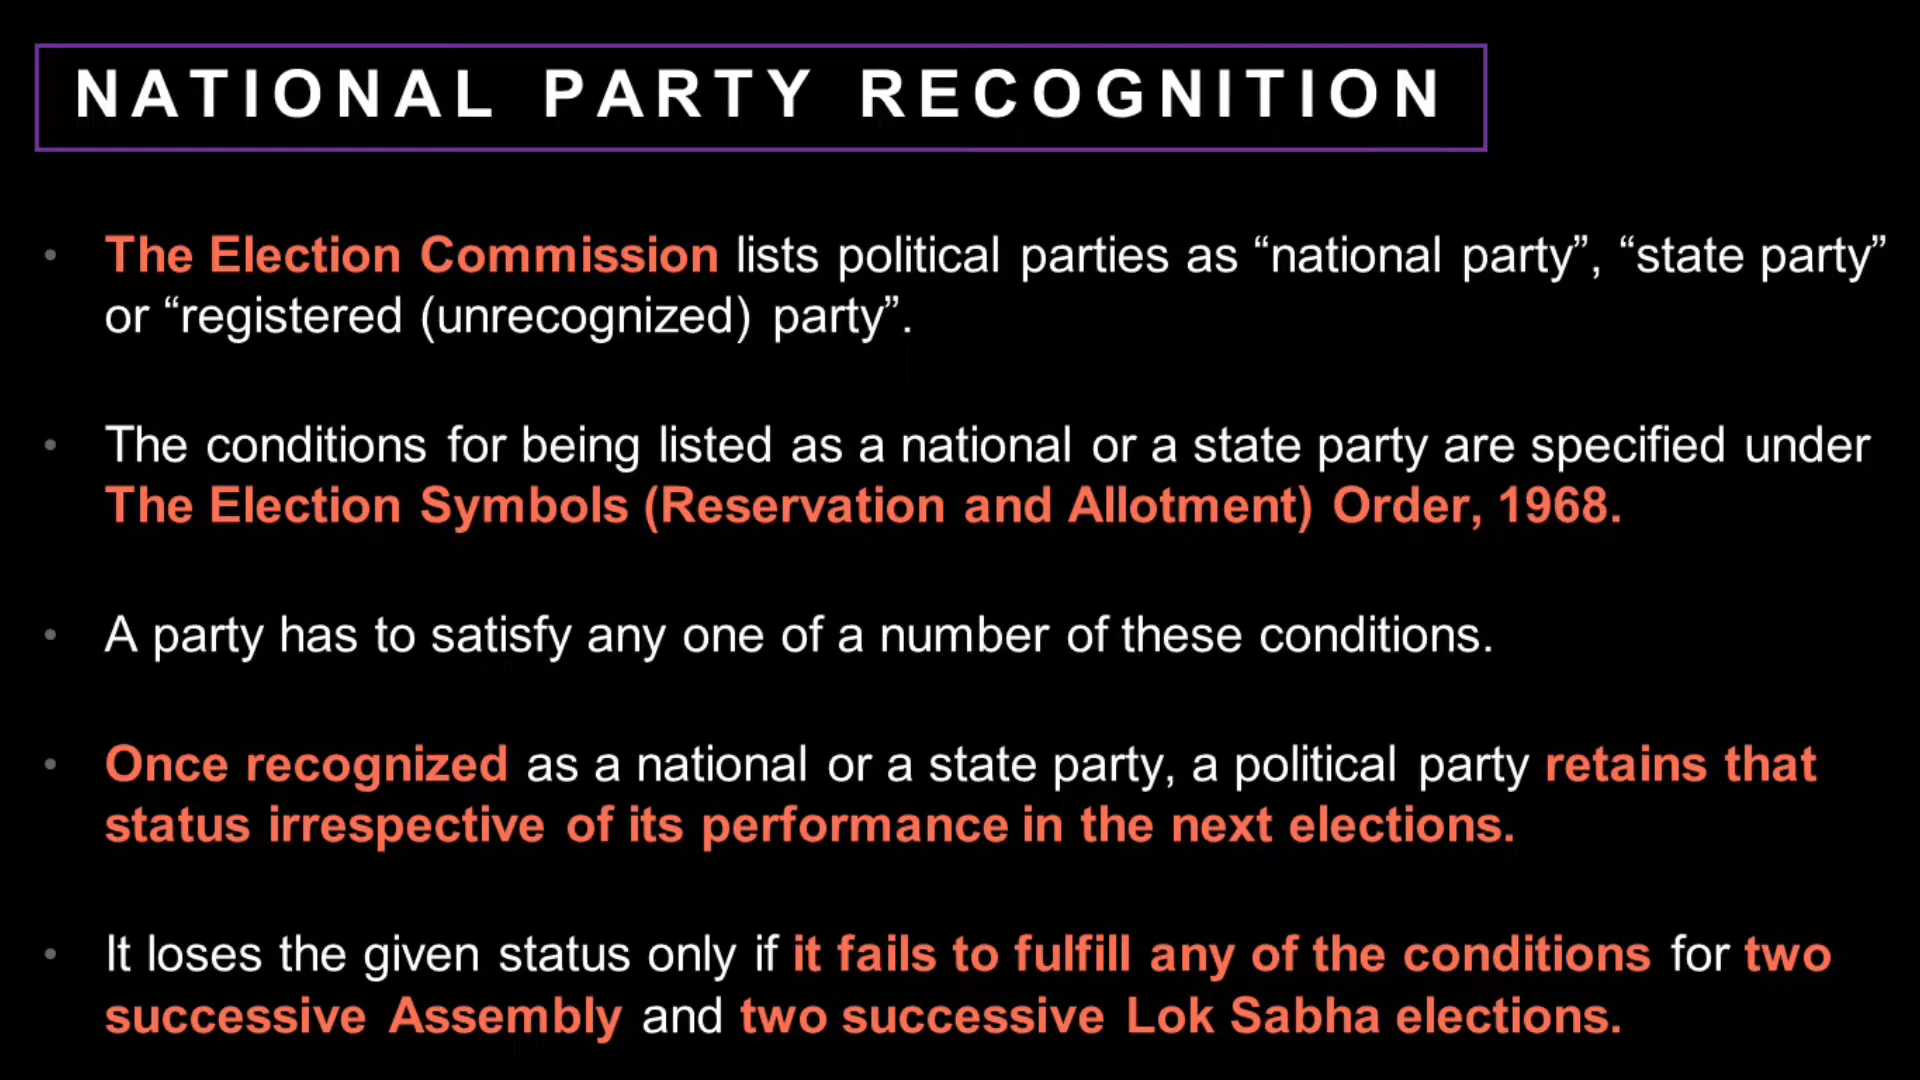 NATIONAL PARTY RECOGNITION
• The Election Commission lists political parties as “national party”, “state party”
or “registered (unrecognized) party”.
• The conditions for being listed as a national or a state party are specified under
The Election Symbols (Reservation and Allotment) Order, 1968.
• A party has to satisfy any one of a number of these conditions.
• Once recognized as a national or a state party, a political party retains that
status irrespective of its performance in the next elections.
• It loses the given status only if it fails to fulfill any of the conditions for two
successive Assembly and two successive Lok Sabha elections.